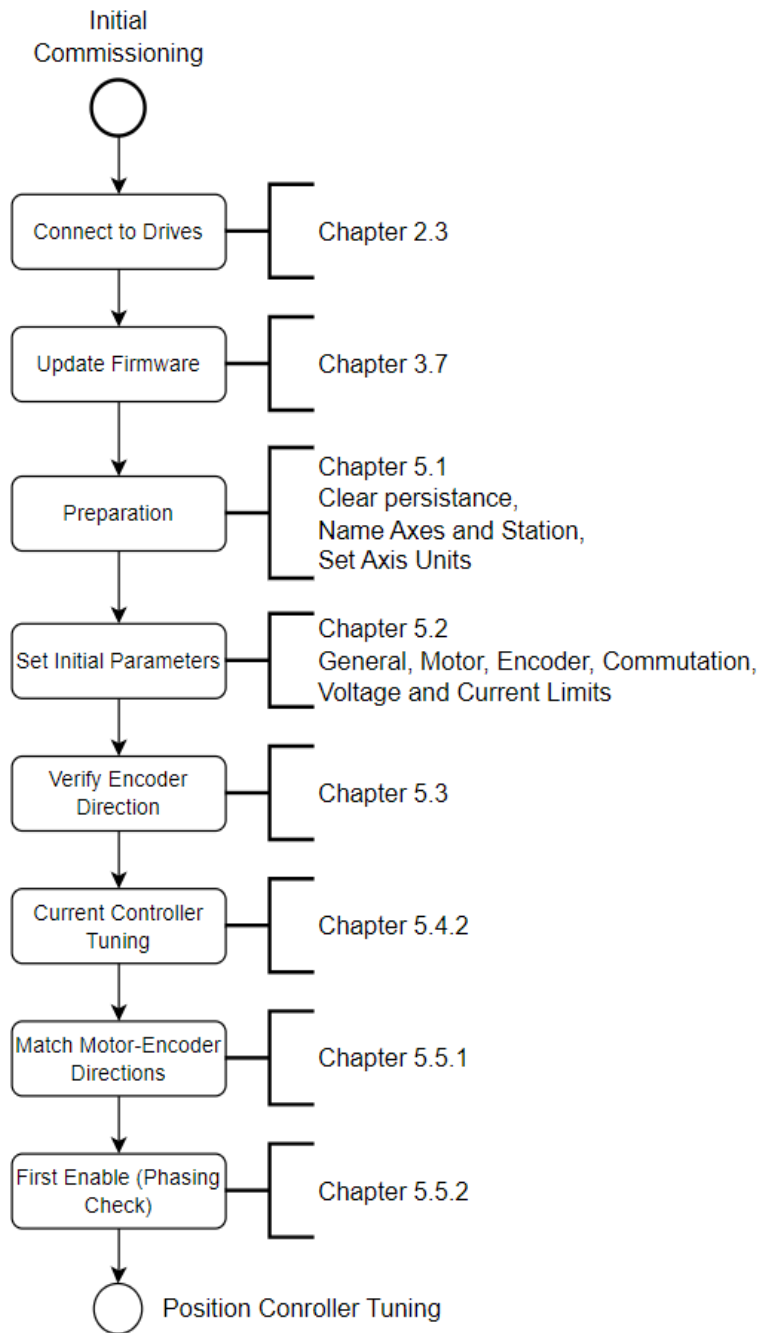 Initial
Commissioning
Connect to Drives
Chapter 2.3
Update Firmware
Chapter 3.7
Preparation
Chapter 5.1
Clear persistance,
Name Axes and Station,
Set Axis Units
Set Initial Parameters
Chapter 5.2
General, Motor, Encoder, Commutation,
Voltage and Current Limits
Verify Encoder
Direction
Chapter 5.3
Current Controller
Tuning
Chapter 5.4.2
Match Motor-Encoder
Directions
Chapter 5.5.1
First Enable (Phasing
Check)
Chapter 5.5.2
Position Conroller Tuning